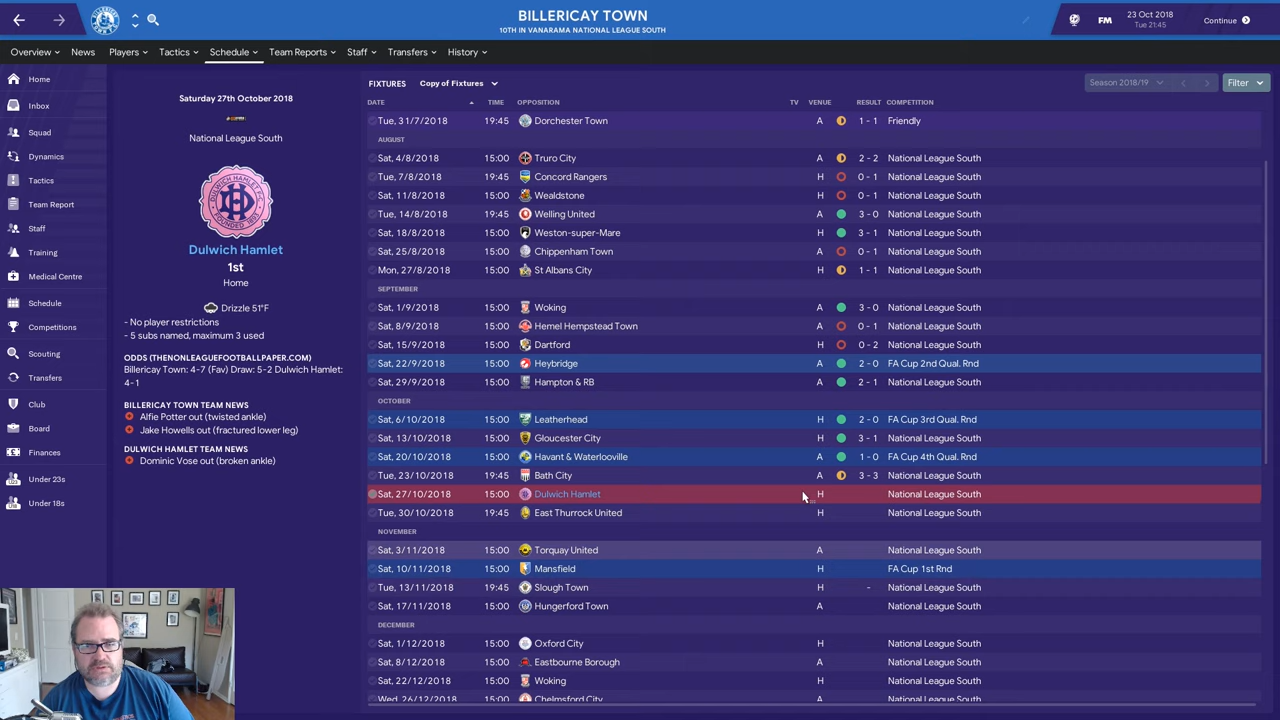 BILLERICAY TOWN
10TH IN VANARAMA NATIONAL LEAGUE SOUTH
FM
23 Oct 2018
Tue 21:45
Continue
Overview News Players Tactics Schedule Team Reports Staff Transfers History
Home
Inbox
Squad
Dynamics
Tactics
Team Report
Staff
Training
Medical Centre
Schedule
Competitions
Scouting
Transfers
Club
Board
Finances
Under 23s
Under 18s
Saturday 27th October 2018
National League South
DULWICH HAMLET FC
Dulwich Hamlet
1st
Home
Drizzle 51°F
- No player restrictions
- 5 subs named, maximum 3 used
ODDS (THENONLEAGUEFOOTBALLPAPER.COM)
Billericay Town: 4-7 (Fav) Draw: 5-2 Dulwich Hamlet:
4-1
BILLERICAY TOWN TEAM NEWS
Alfie Potter out (twisted ankle)
Jake Howells out (fractured lower leg)
DULWICH HAMLET TEAM NEWS
Dominic Vose out (broken ankle)
FIXTURES Copy of Fixtures
Season 2018/19
Filter
DATE TIME OPPOSITION TV VENUE RESULT COMPETITION
Tue, 31/7/2018 19:45 Dorchester Town A 1 - 1 Friendly
AUGUST
Sat, 4/8/2018 15:00 Truro City A 2 - 2 National League South
Tue, 7/8/2018 19:45 Concord Rangers H 0 - 1 National League South
Sat, 11/8/2018 15:00 Wealdstone H 0 - 1 National League South
Tue, 14/8/2018 19:45 Welling United A 3 - 0 National League South
Sat, 18/8/2018 15:00 Weston-super-Mare H 3 - 1 National League South
Sat, 25/8/2018 15:00 Chippenham Town A 0 - 1 National League South
Mon, 27/8/2018 15:00 St Albans City H 1 - 1 National League South
SEPTEMBER
Sat, 1/9/2018 15:00 Woking A 3 - 0 National League South
Sat, 8/9/2018 15:00 Hemel Hempstead Town A 0 - 1 National League South
Sat, 15/9/2018 15:00 Dartford H 0 - 2 National League South
Sat, 22/9/2018 15:00 Heybridge A 2 - 0 FA Cup 2nd Qual. Rnd
Sat, 29/9/2018 15:00 Hampton & RB A 2 - 1 National League South
OCTOBER
Sat, 6/10/2018 15:00 Leatherhead H 2 - 0 FA Cup 3rd Qual. Rnd
Sat, 13/10/2018 15:00 Gloucester City H 3 - 1 National League South
Sat, 20/10/2018 15:00 Havant & Waterlooville A 1 - 0 FA Cup 4th Qual. Rnd
Tue, 23/10/2018 19:45 Bath City A 3 - 3 National League South
Sat, 27/10/2018 15:00 Dulwich Hamlet H National League South
Tue, 30/10/2018 19:45 East Thurrock United H National League South
NOVEMBER
Sat, 3/11/2018 15:00 Torquay United A National League South
Sat, 10/11/2018 15:00 Mansfield H FA Cup 1st Rnd
Tue, 13/11/2018 19:45 Slough Town H - National League South
Sat, 17/11/2018 15:00 Hungerford Town A National League South
DECEMBER
Sat, 1/12/2018 15:00 Oxford City H National League South
Sat, 8/12/2018 15:00 Eastbourne Borough A National League South
Sat, 22/12/2018 15:00 Woking H National League South
Wed, 26/12/2018 15:00 Chelmsford City A National League South